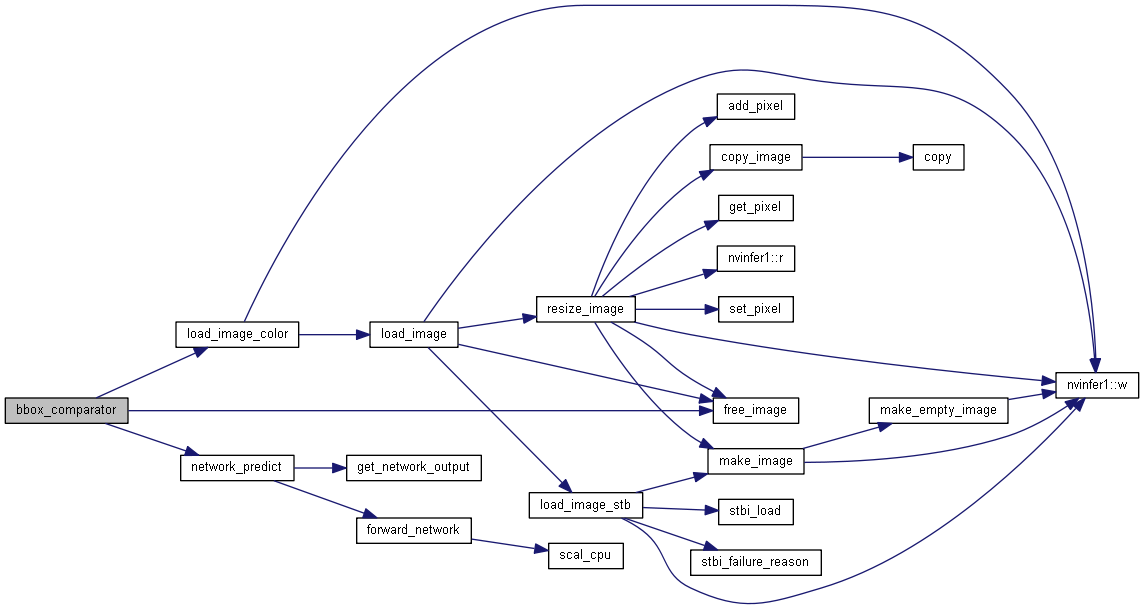 add_pixel
copy_image
copy
get_pixel
nvinfer1::r
resize_image
set_pixel
load_image_color
load_image
nvinfer1::w
bbox_comparator
free_image
make_empty_image
network_predict
get_network_output
make_image
load_image_stb
stbi_load
forward_network
scal_cpu
stbi_failure_reason